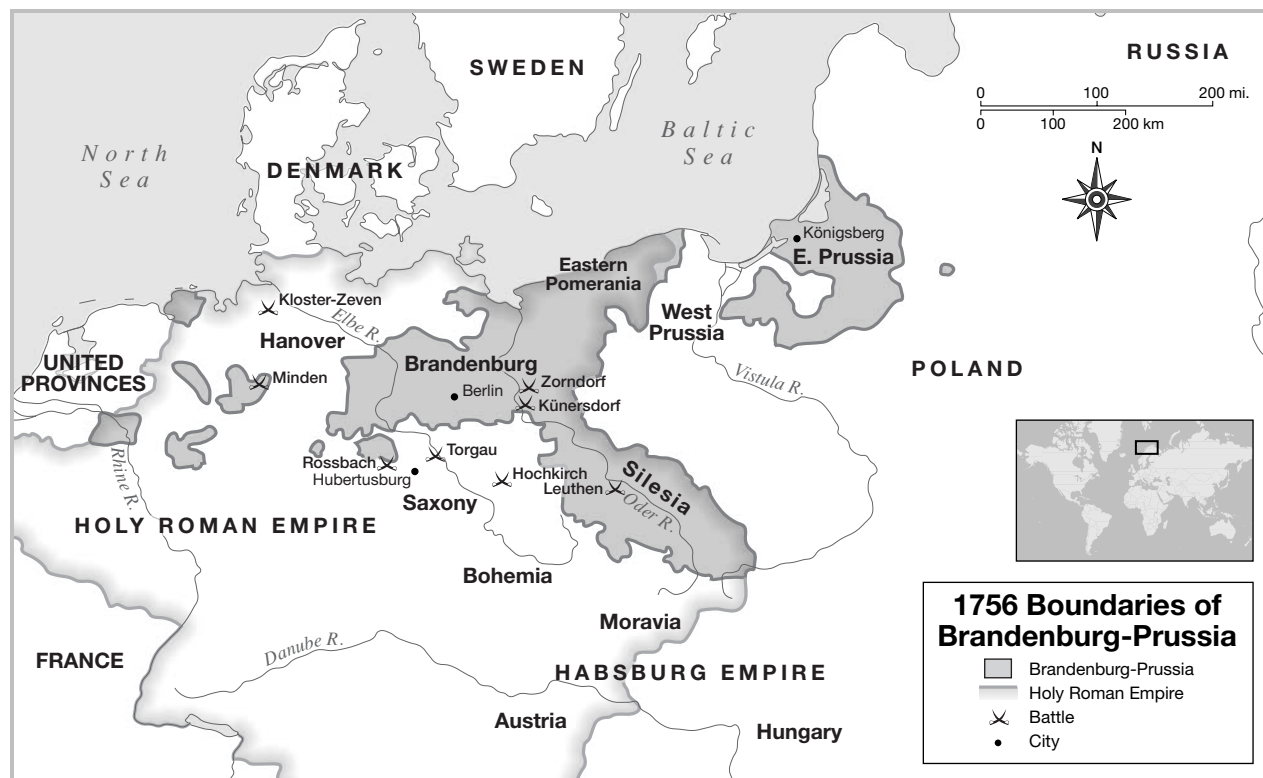 RUSSIA
SWEDEN
0 100 200 mi.
0 100 200 km
North
Sea
Baltic
Sea
N
DENMARK
Königsberg
E. Prussia
Eastern
Pomerania
Kloster-Zeven
West
Prussia
Elbe R.
Hanover
UNITED
PROVINCES
Brandenburg
POLAND
Minden
Zorndorf
Vistula R.
Berlin
Künersdorf
Rhine R.
Torgau
Rossbach
Hubertusburg
Hochkirch
Leuthen
Silesia
Saxony
Oder R.
HOLY ROMAN EMPIRE
Bohemia
Moravia
1756 Boundaries of
Brandenburg-Prussia
Brandenburg-Prussia
Holy Roman Empire
Battle
City
Danube R.
FRANCE
HABSBURG EMPIRE
Austria
Hungary